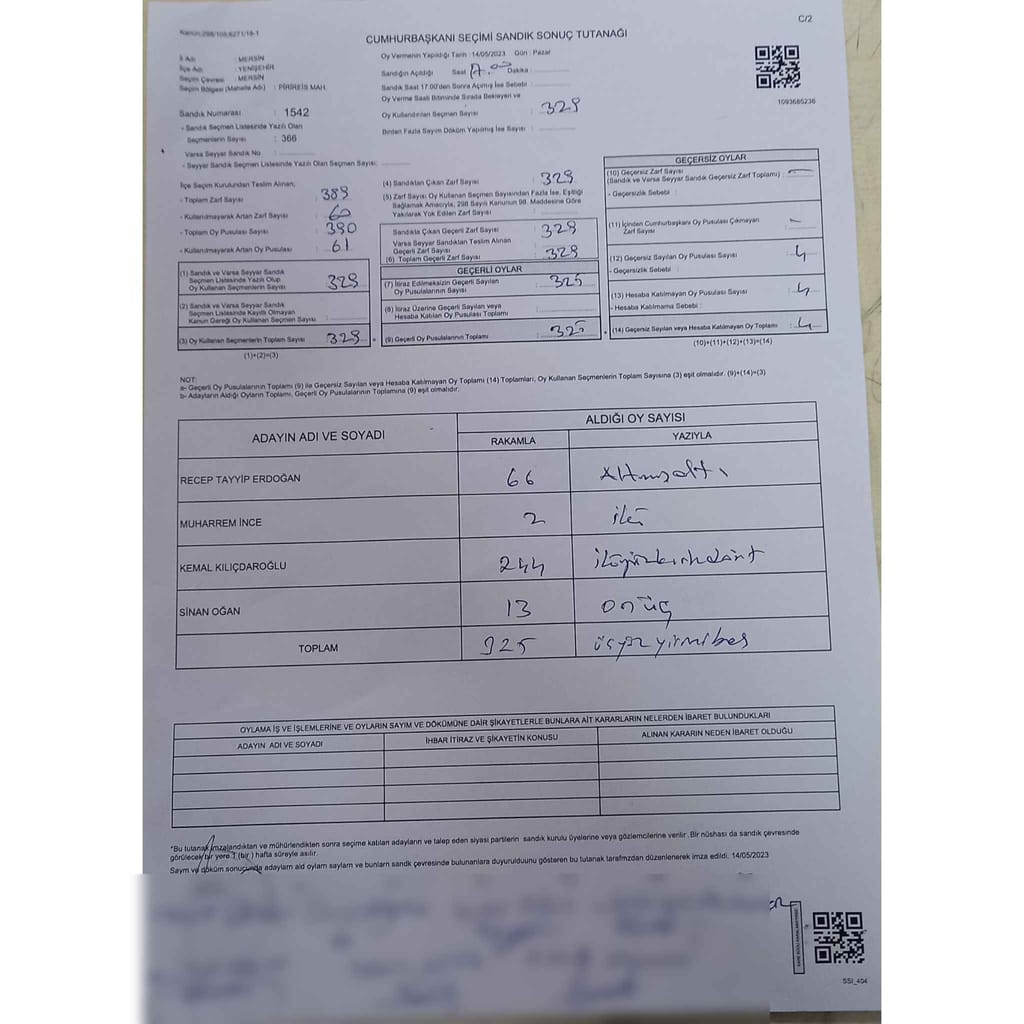 Kanun:298/105,6271/18-1
C/2
CUMHURBAŞKANI SEÇİMİ SANDIK SONUÇ TUTANAĞI
İl Adı : MERSİN
İlçe Adı : YENİŞEHİR
Seçim Çevresi : MERSİN
Seçim Bölgesi (Mahalle Adı) : PİRİREİS MAH.
Oy Vermenin Yapıldığı Tarih : 14/05/2023 Gün : Pazar
Sandığın Açıldığı Saat Dakika :
Sandık Saat 17.00'den Sonra Açılmış İse Sebebi :
Oy Verme Saati Bitiminde Sırada Bekleyen ve
Oy Kullandırılan Seçmen Sayısı : 329
Birden Fazla Sayım Döküm Yapılmış İse Sayısı :
1093685236
Sandık Numarası : 1542
- Sandık Seçmen Listesinde Yazılı Olan
Seçmenlerin Sayısı : 366
Varsa Seyyar Sandık No :
- Seyyar Sandık Seçmen Listesinde Yazılı Olan Seçmen Sayısı:
İlçe Seçim Kurulundan Teslim Alınan,
- Toplam Zarf Sayısı : 389
- Kullanılmayarak Artan Zarf Sayısı : 60
- Toplam Oy Pusulası Sayısı : 390
- Kullanılmayarak Artan Oy Pusulası : 61
(1) Sandık ve Varsa Seyyar Sandık
Seçmen Listesinde Yazılı Olup
Oy Kullanan Seçmenlerin Sayısı : 329
(2) Sandık ve Varsa Seyyar Sandık
Seçmen Listesinde Kayıtlı Olmayan
Kanun Gereği Oy Kullanan Seçmen Sayısı :
(3) Oy Kullanan Seçmenlerin Toplam Sayısı : 329
(1)+(2)=(3)
(4) Sandıktan Çıkan Zarf Sayısı : 329
(5) Zarf Sayısı Oy Kullanan Seçmen Sayısından Fazla İse, Eşitliği
Sağlamak Amacıyla, 298 Sayılı Kanunun 98. Maddesine Göre
Yakılarak Yok Edilen Zarf Sayısı :
Sandıkta Çıkan Geçerli Zarf Sayısı : 329
Varsa Seyyar Sandıktan Teslim Alınan
Geçerli Zarf Sayısı :
(6) Toplam Geçerli Zarf Sayısı : 329
GEÇERLİ OYLAR
(7) İtiraz Edilmeksizin Geçerli Sayılan
Oy Pusulalarının Sayısı : 325
(8) İtiraz Üzerine Geçerli Sayılan veya
Hesaba Katılan Oy Pusulası Toplamı :
(9) Geçerli Oy Pusulalarının Toplamı : 325
GEÇERSİZ OYLAR
(10) Geçersiz Zarf Sayısı
(Sandık ve Varsa Seyyar Sandık Geçersiz Zarf Toplamı) : —
- Geçersizlik Sebebi :
(11) İçinden Cumhurbaşkanı Oy Pusulası Çıkmayan
Zarf Sayısı : –
(12) Geçersiz Sayılan Oy Pusulası Sayısı : 4
- Geçersizlik Sebebi :
(13) Hesaba Katılmayan Oy Pusulası Sayısı : 4
- Hesaba Katılmama Sebebi :
(14) Geçersiz Sayılan veya Hesaba Katılmayan Oy Toplamı : 4
(10)+(11)+(12)+(13)=(14)
NOT:
a- Geçerli Oy Pusulalarının Toplamı (9) ile Geçersiz Sayılan veya Hesaba Katılmayan Oy Toplamı (14) Toplamları, Oy Kullanan Seçmenlerin Toplam Sayısına (3) eşit olmalıdır. (9)+(14)=(3)
b- Adayların Aldığı Oyların Toplamı, Geçerli Oy Pusulalarının Toplamına (9) eşit olmalıdır.
ADAYIN ADI VE SOYADI
ALDIĞI OY SAYISI
RAKAMLA YAZIYLA
RECEP TAYYİP ERDOĞAN 66 Altmışaltı
MUHARREM İNCE 2 iki
KEMAL KILIÇDAROĞLU 244 ikiyüzkırkdört
SİNAN OĞAN 13 onüç
TOPLAM 325 üçyüzyirmibeş
OYLAMA İŞ VE İŞLEMLERİNE VE OYLARIN SAYIM VE DÖKÜMÜNE DAİR ŞİKAYETLERLE BUNLARA AİT KARARLARIN NELERDEN İBARET BULUNDUKLARI
ADAYIN ADI VE SOYADI İHBAR İTİRAZ VE ŞİKAYETİN KONUSU ALINAN KARARIN NEDEN İBARET OLDUĞU
*Bu tutanak imzalandıktan ve mühürlendikten sonra seçime katılan adayların ve talep eden siyasi partilerin sandık kurulu üyelerine veya gözlemcilerine verilir. Bir nüshası da sandık çevresinde
görülecek bir yere 1 (bir ) hafta süreyle asılır.
Sayım ve döküm sonucunda adayların ald oyların sayıların ve bunların sandk çevresinde bulunanlara duyurulduunu gösteren bu tutanak tarafmzdan düzenlenerek imza edildi. 14/05/2023
SSI_404